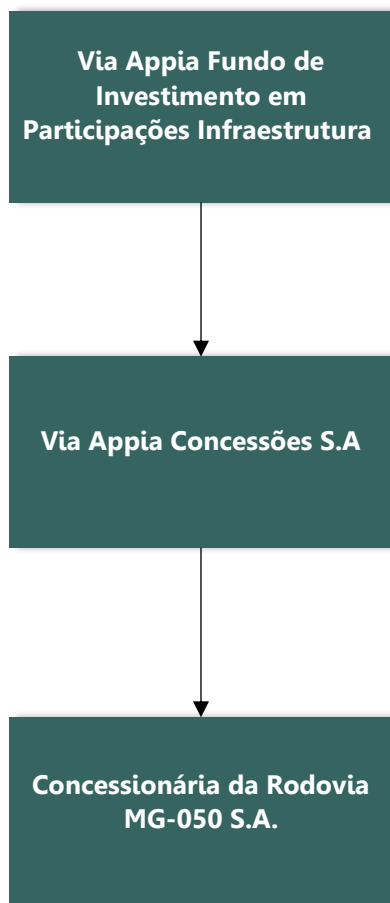 Via Appia Fundo de
Investimento em
Participações Infraestrutura
Via Appia Concessões S.A
Concessionária da Rodovia
MG-050 S.A.